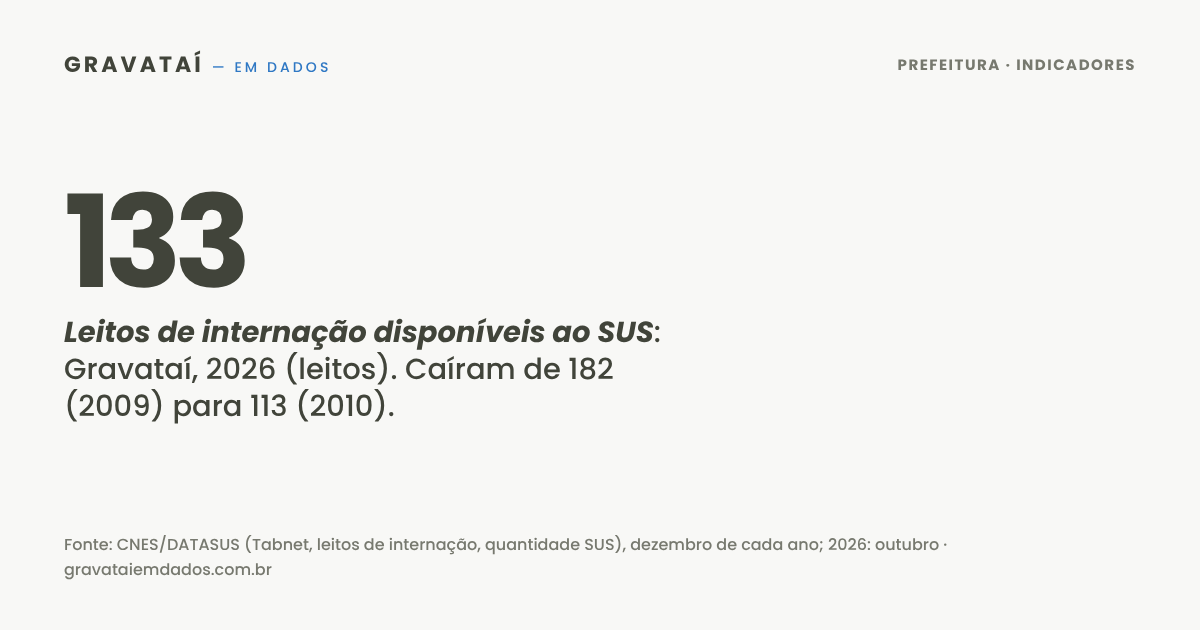 GRAVATAÍ — EM DADOS
PREFEITURA · INDICADORES
133
Leitos de internação disponíveis ao SUS:
Gravataí, 2026 (leitos). Caíram de 182
(2009) para 113 (2010).
Fonte: CNES/DATASUS (Tabnet, leitos de internação, quantidade SUS), dezembro de cada ano; 2026: outubro ·
gravataiemdados.com.br